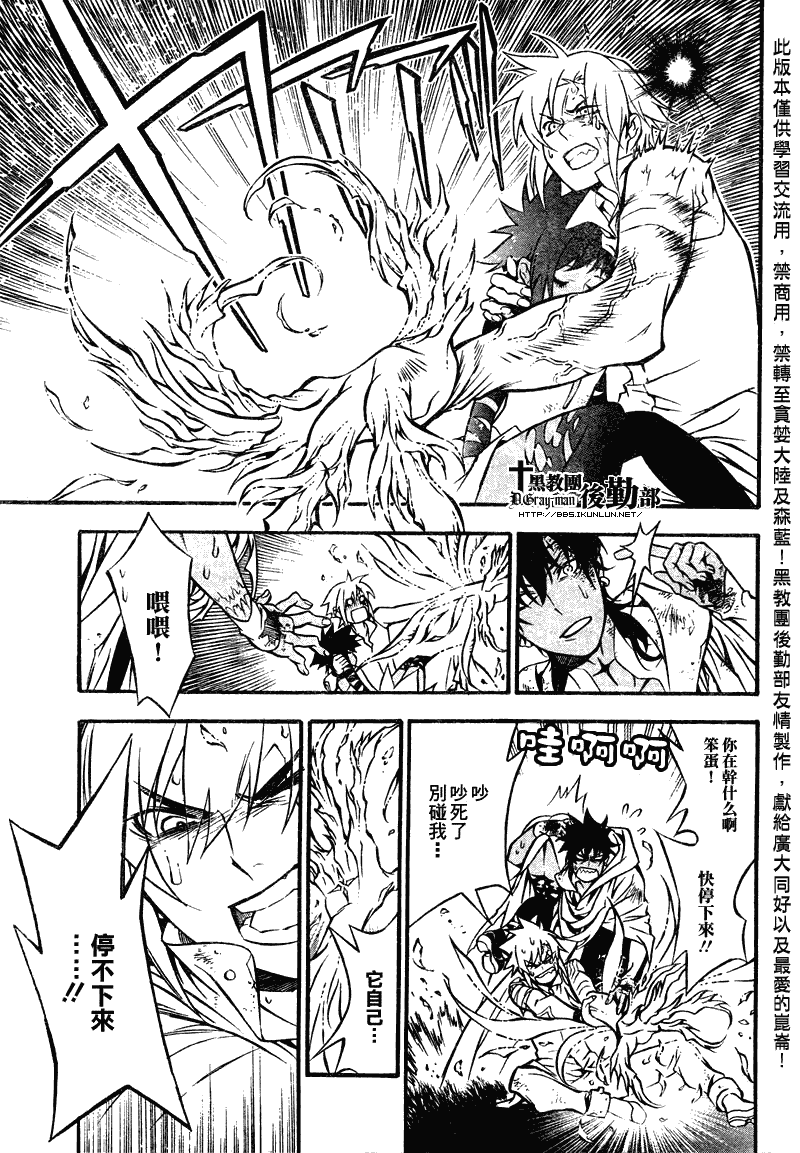 此版本僅供學習交流用，禁商用，禁轉至貪婪大陸及森藍！黑教團後勤部友情製作，獻給廣大同好以及最愛的崑崙！
黑教團
D.Gray-man
後勤部
HTTP://BBS.IKUNLUN.NET/
喂喂！
哇啊啊
你在幹什么啊
笨蛋！
快停下來!!
吵
吵死了
別碰我…
它自己…
停不下來
……!!